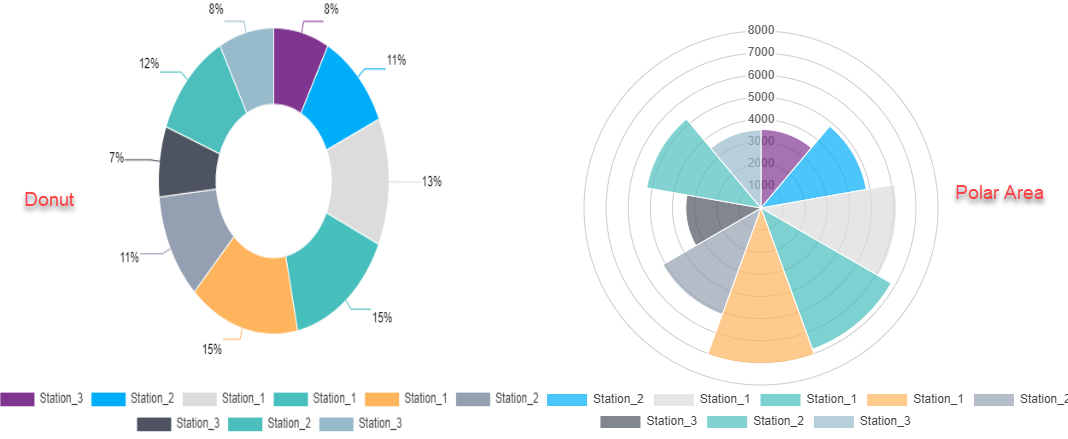 8% 8%
12% 11%
7% 13%
11% 15%
15%
Donut
Station_3 Station_2 Station_1 Station_1 Station_1 Station_2
Station_3 Station_2 Station_3
8000
7000
6000
5000
4000
3000
2000
1000
Polar Area
Station_2 Station_1 Station_1 Station_1 Station_2
Station_3 Station_2 Station_3